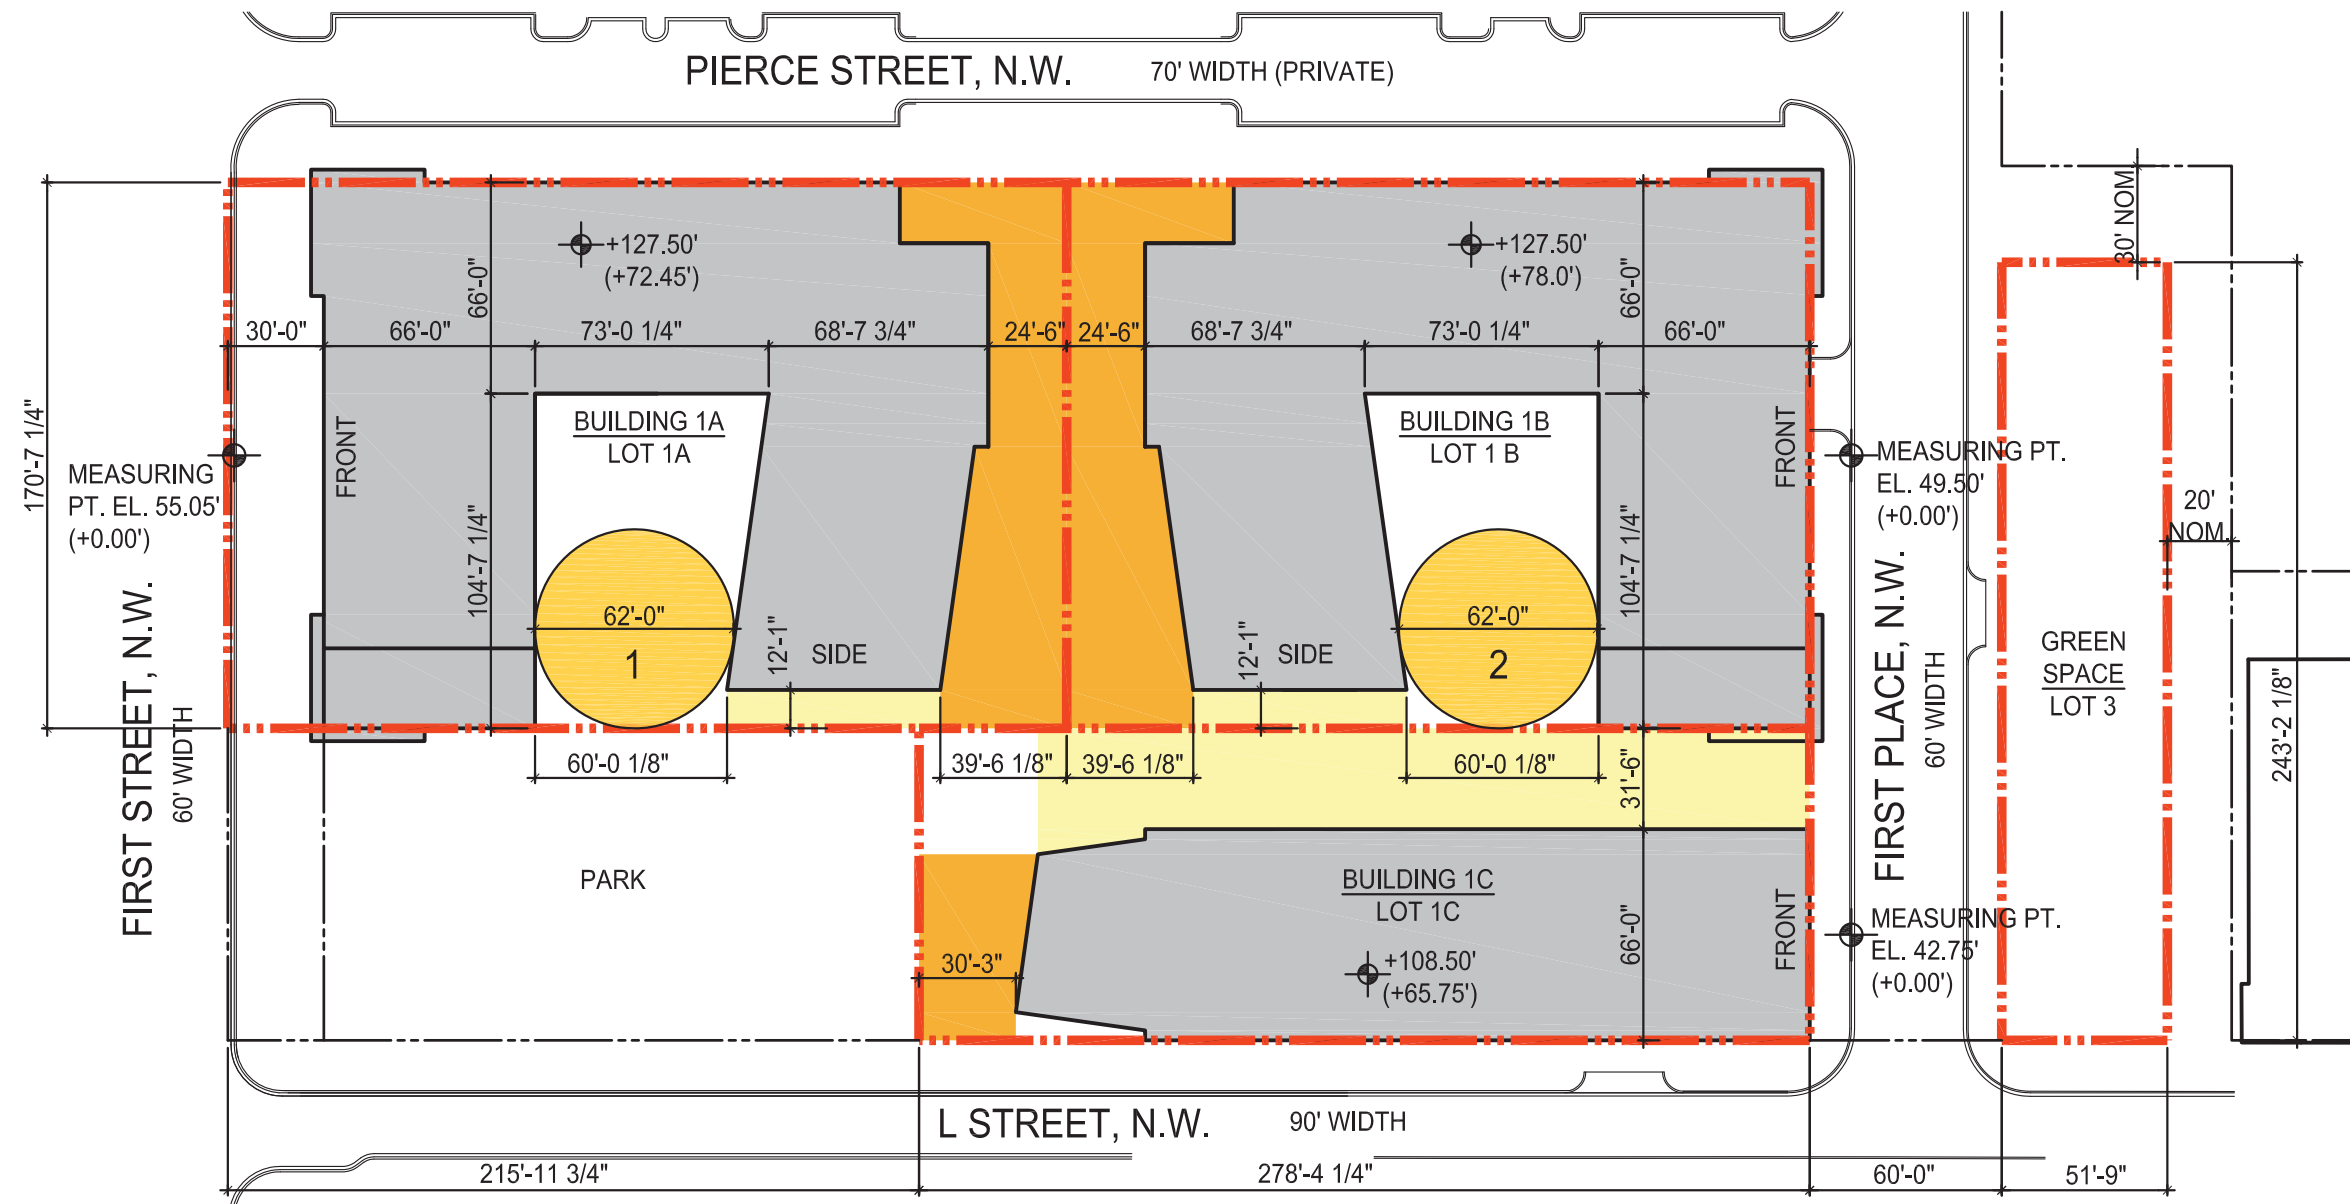 PIERCE STREET, N.W.
70' WIDTH (PRIVATE)
+127.50'
(+72.45')
+127.50'
(+78.0')
30' NOM.
66'-0"
66'-0"
30'-0"
66'-0"
73'-0 1/4"
68'-7 3/4"
24'-6"
24'-6"
68'-7 3/4"
73'-0 1/4"
66'-0"
170'-7 1/4"
FRONT
BUILDING 1A
LOT 1A
BUILDING 1B
LOT 1 B
FRONT
MEASURING
PT. EL. 55.05'
(+0.00')
MEASURING PT.
EL. 49.50'
(+0.00')
20'
NOM.
104'-7 1/4"
104'-7 1/4"
62'-0"
1
12'-1"
SIDE
12'-1"
SIDE
62'-0"
2
FIRST STREET, N.W.
60' WIDTH
FIRST PLACE, N.W.
60' WIDTH
GREEN
SPACE
LOT 3
243'-2 1/8"
60'-0 1/8"
39'-6 1/8"
39'-6 1/8"
60'-0 1/8"
31'-6"
PARK
BUILDING 1C
LOT 1C
66'-0"
FRONT
MEASURING PT.
EL. 42.75'
(+0.00')
30'-3"
+108.50'
(+65.75')
L STREET, N.W.
90' WIDTH
215'-11 3/4"
278'-4 1/4"
60'-0"
51'-9"